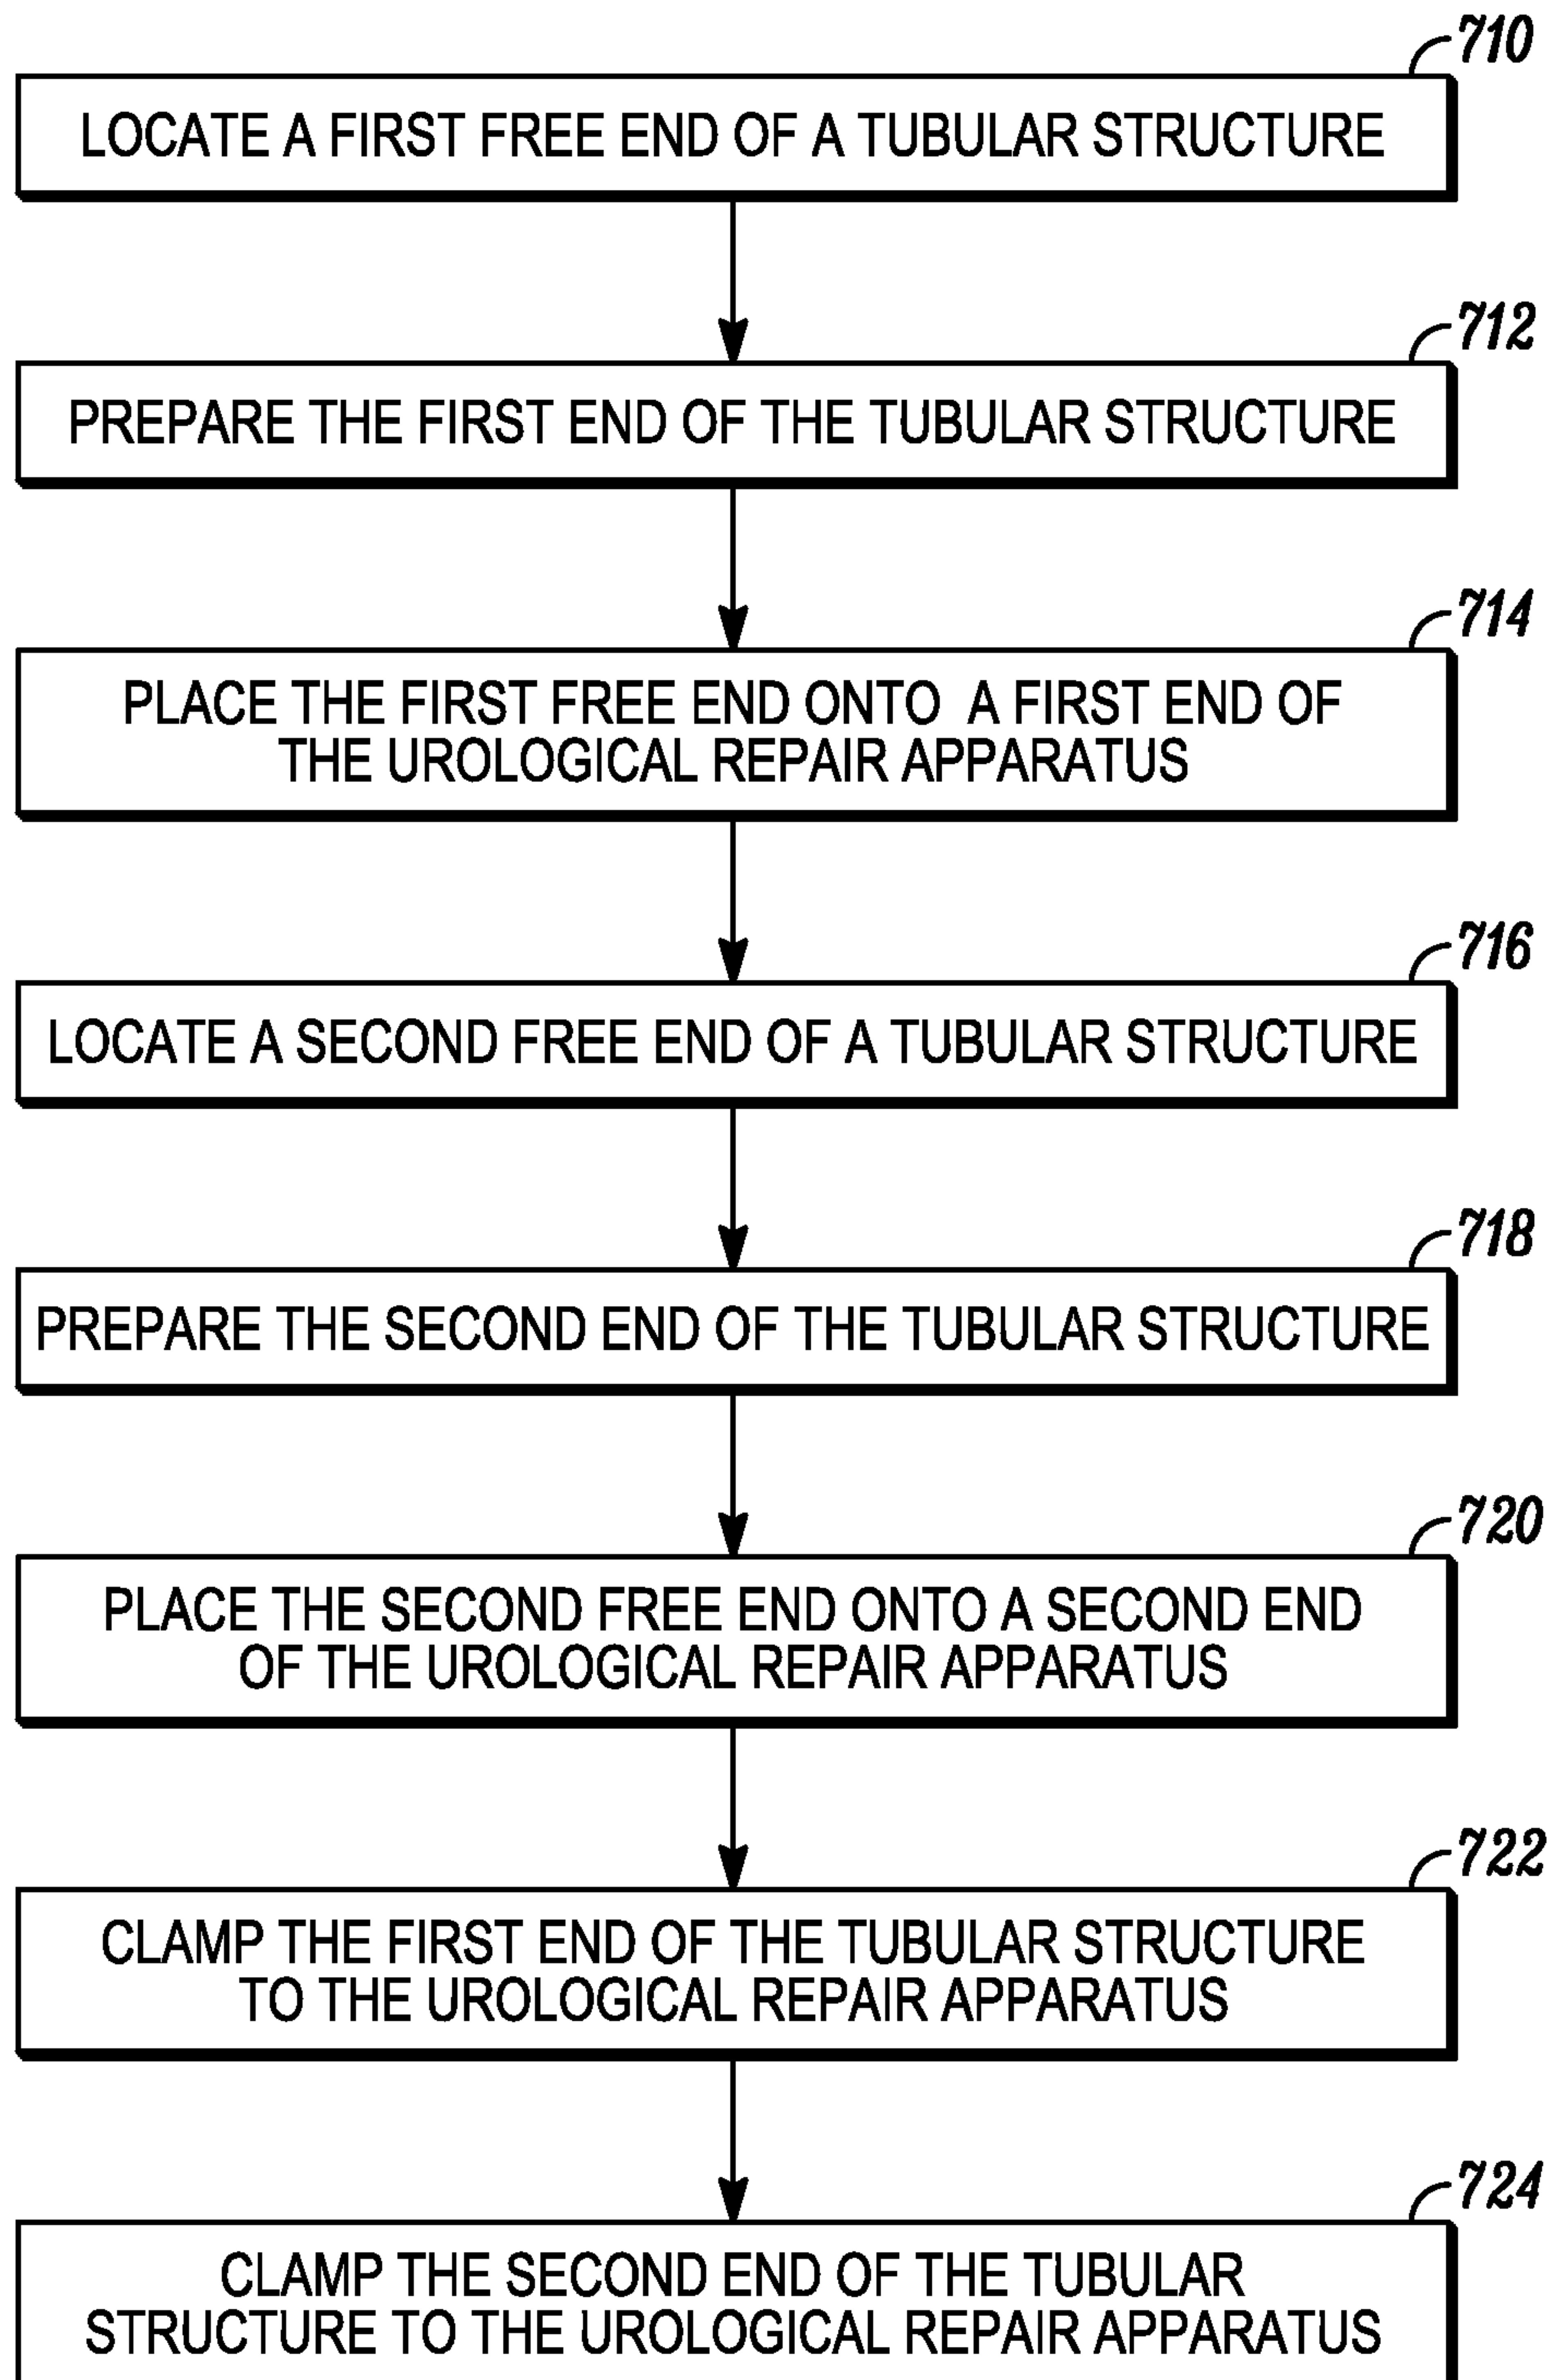 710
LOCATE A FIRST FREE END OF A TUBULAR STRUCTURE
712
PREPARE THE FIRST END OF THE TUBULAR STRUCTURE
714
PLACE THE FIRST FREE END ONTO A FIRST END OF
THE UROLOGICAL REPAIR APPARATUS
716
LOCATE A SECOND FREE END OF A TUBULAR STRUCTURE
718
PREPARE THE SECOND END OF THE TUBULAR STRUCTURE
720
PLACE THE SECOND FREE END ONTO A SECOND END
OF THE UROLOGICAL REPAIR APPARATUS
722
CLAMP THE FIRST END OF THE TUBULAR STRUCTURE
TO THE UROLOGICAL REPAIR APPARATUS
724
CLAMP THE SECOND END OF THE TUBULAR
STRUCTURE TO THE UROLOGICAL REPAIR APPARATUS